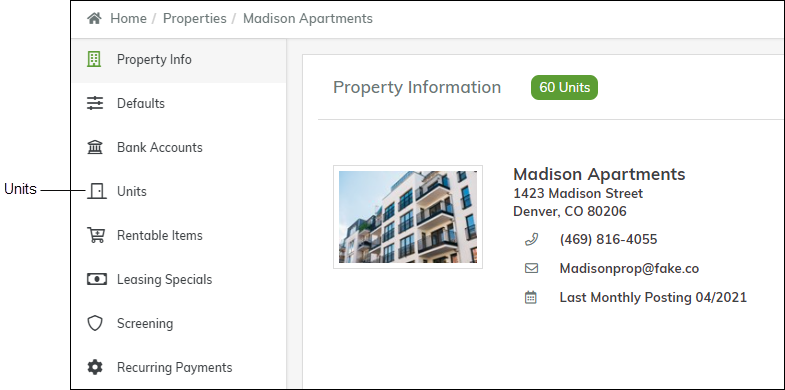 Home / Properties / Madison Apartments
Property Info
Defaults
Bank Accounts
Units
Units
Rentable Items
Leasing Specials
Screening
Recurring Payments
Property Information
60 Units
Madison Apartments
1423 Madison Street
Denver, CO 80206
(469) 816-4055
Madisonprop@fake.co
Last Monthly Posting 04/2021